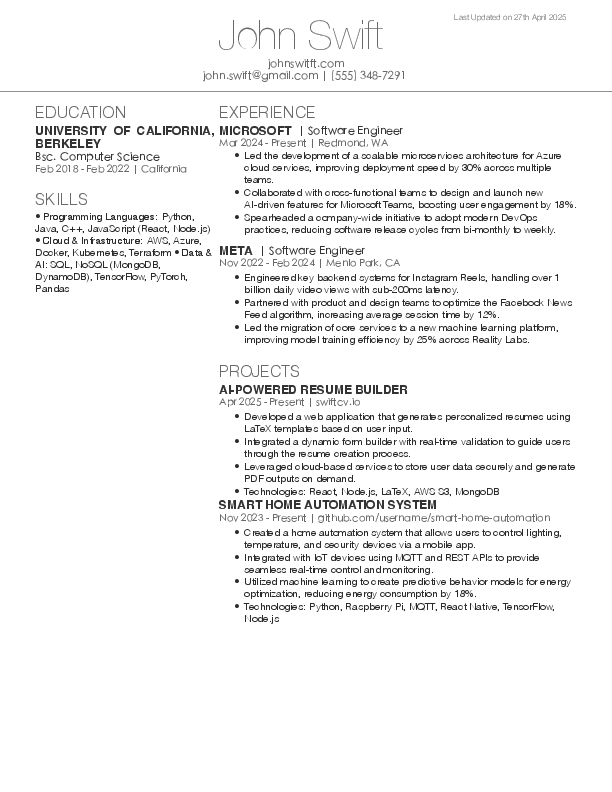 Last Updated on 27th April 2025
John Swift
johnswitft.com
john.swift@gmail.com | (555) 348-7291
EDUCATION
UNIVERSITY OF CALIFORNIA,
BERKELEY
Bsc. Computer Science
Feb 2018 - Feb 2022 | California
SKILLS
• Programming Languages: Python,
Java, C++, JavaScript (React, Node.js)
• Cloud & Infrastructure: AWS, Azure,
Docker, Kubernetes, Terraform • Data &
AI: SQL, NoSQL (MongoDB,
DynamoDB), TensorFlow, PyTorch,
Pandas
EXPERIENCE
MICROSOFT | Software Engineer
Mar 2024 - Present | Redmond, WA
• Led the development of a scalable microservices architecture for Azure
cloud services, improving deployment speed by 30% across multiple
teams.
• Collaborated with cross-functional teams to design and launch new
AI-driven features for Microsoft Teams, boosting user engagement by 18%.
• Spearheaded a company-wide initiative to adopt modern DevOps
practices, reducing software release cycles from bi-monthly to weekly.
META | Software Engineer
Nov 2022 - Feb 2024 | Menlo Park, CA
• Engineered key backend systems for Instagram Reels, handling over 1
billion daily video views with sub-200ms latency.
• Partnered with product and design teams to optimize the Facebook News
Feed algorithm, increasing average session time by 12%.
• Led the migration of core services to a new machine learning platform,
improving model training efficiency by 25% across Reality Labs.
PROJECTS
AI-POWERED RESUME BUILDER
Apr 2025 - Present | swiftcv.io
• Developed a web application that generates personalized resumes using
LaTeX templates based on user input.
• Integrated a dynamic form builder with real-time validation to guide users
through the resume creation process.
• Leveraged cloud-based services to store user data securely and generate
PDF outputs on demand.
• Technologies: React, Node.js, LaTeX, AWS S3, MongoDB
SMART HOME AUTOMATION SYSTEM
Nov 2023 - Present | github.com/username/smart-home-automation
• Created a home automation system that allows users to control lighting,
temperature, and security devices via a mobile app.
• Integrated with IoT devices using MQTT and REST APIs to provide
seamless real-time control and monitoring.
• Utilized machine learning to create predictive behavior models for energy
optimization, reducing energy consumption by 18%.
• Technologies: Python, Raspberry Pi, MQTT, React Native, TensorFlow,
Node.js